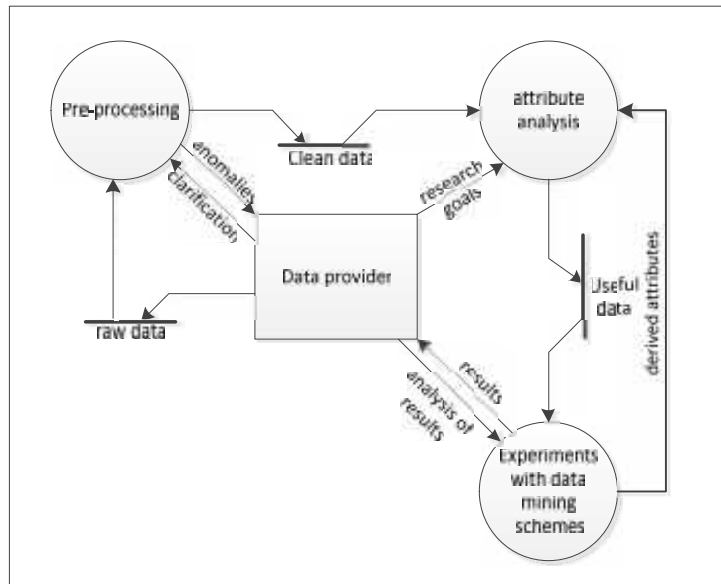 Pre-processing
attribute
analysis
Clean data
anomalies
clarification
research
goals
Data provider
raw data
Useful
data
derived attributes
results
analysis of
results
Experiments
with data
mining
schemes